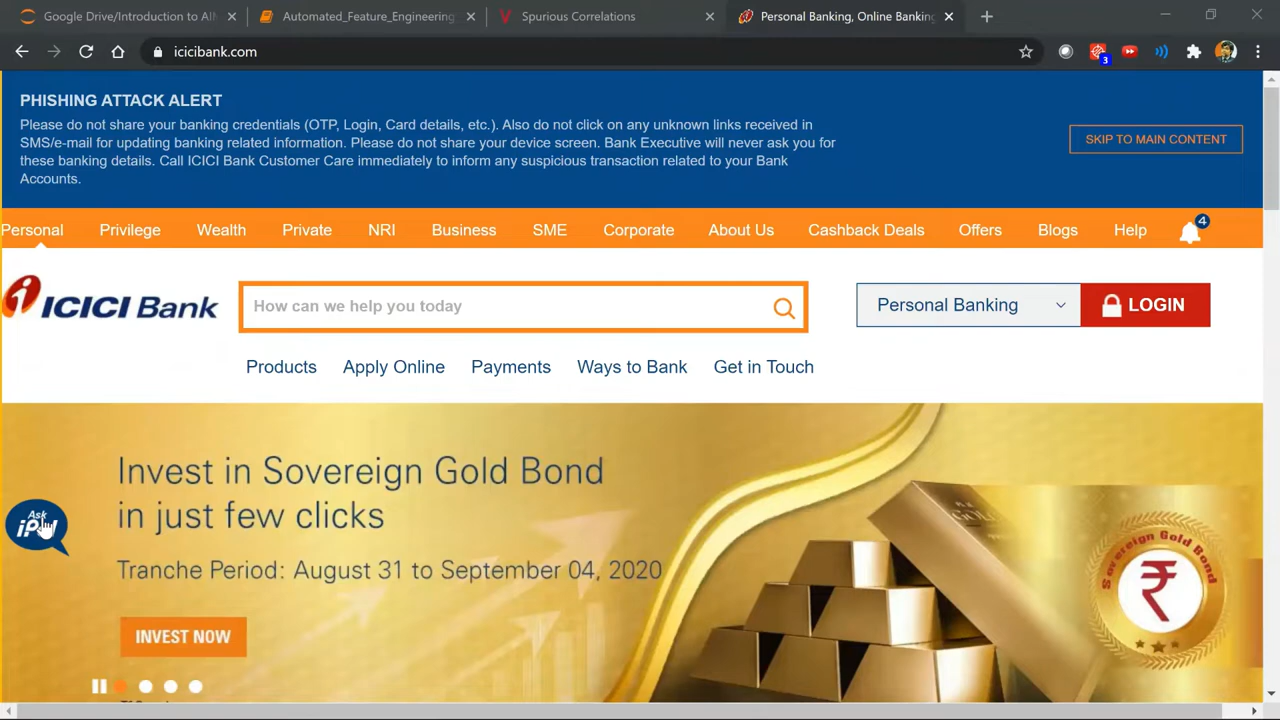 Google Drive/Introduction to AI
Automated_Feature_Engineering
Spurious Correlations
Personal Banking, Online Banking
icicibank.com
3
PHISHING ATTACK ALERT
Please do not share your banking credentials (OTP, Login, Card details, etc.). Also do not click on any unknown links received in
SMS/e-mail for updating banking related information. Please do not share your device screen. Bank Executive will never ask you for
these banking details. Call ICICI Bank Customer Care immediately to inform any suspicious transaction related to your Bank
Accounts.
SKIP TO MAIN CONTENT
Personal Privilege Wealth Private NRI Business SME Corporate About Us Cashback Deals Offers Blogs Help 4
ICICI Bank
How can we help you today
Personal Banking
LOGIN
Products Apply Online Payments Ways to Bank Get in Touch
Invest in Sovereign Gold Bond
in just few clicks
Tranche Period: August 31 to September 04, 2020
INVEST NOW
Ask
Sovereign Gold Bond
₹